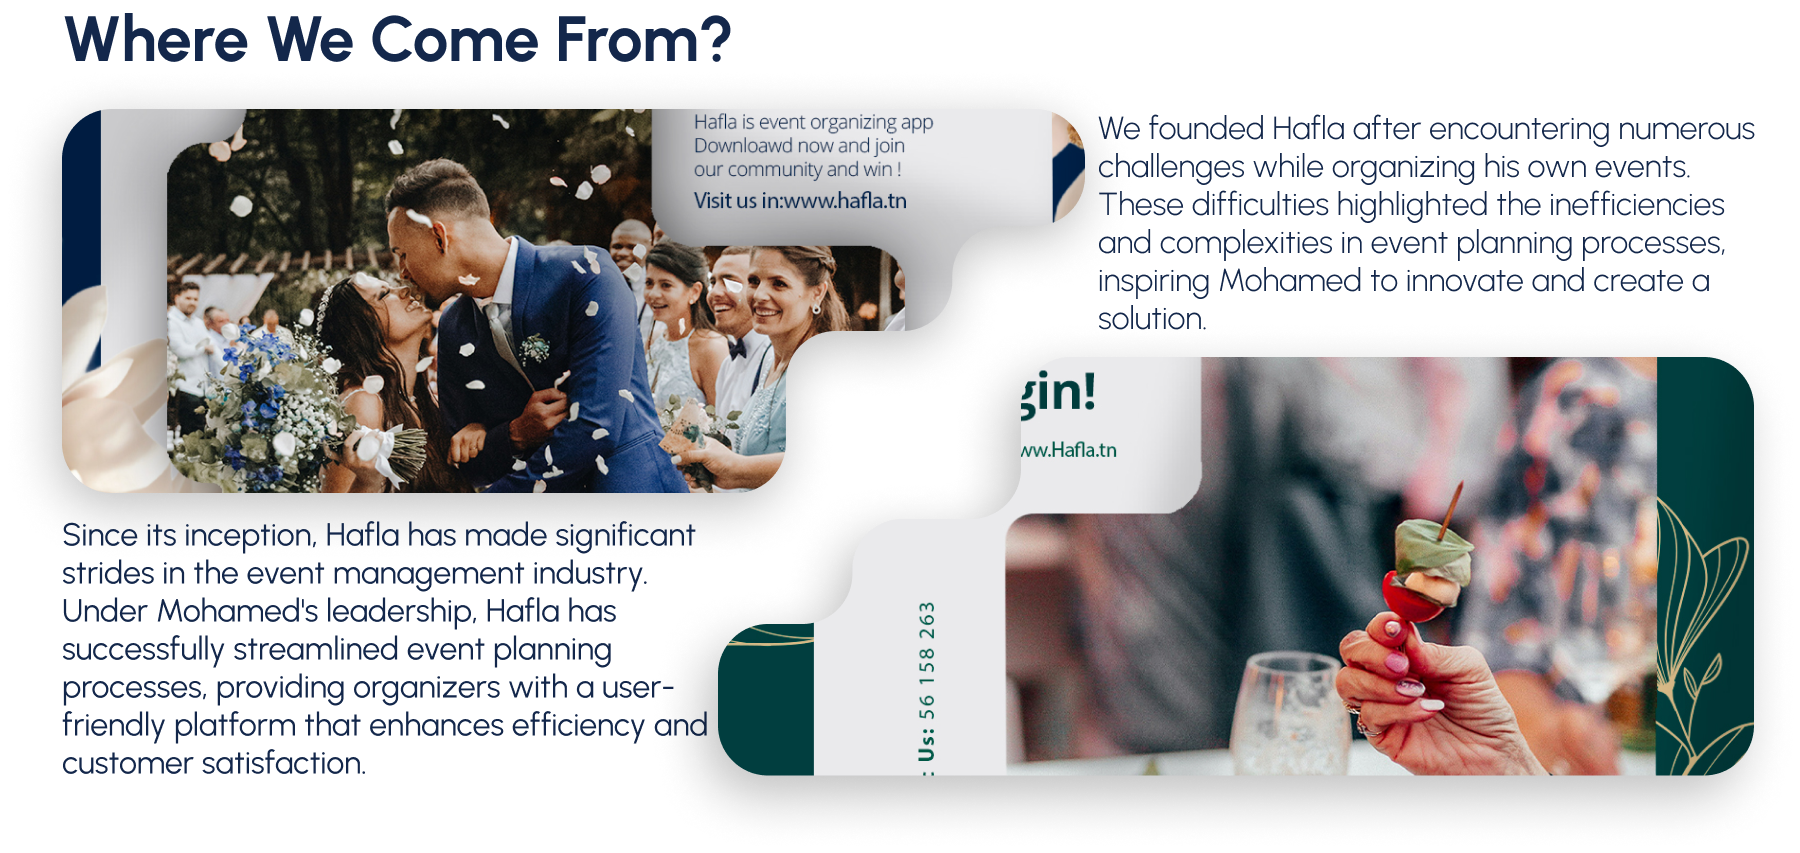 Where We Come From?
Hafla is event organizing app
Downloawd now and join
our community and win !
Visit us in:www.hafla.tn
We founded Hafla after encountering numerous
challenges while organizing his own events.
These difficulties highlighted the inefficiencies
and complexities in event planning processes,
inspiring Mohamed to innovate and create a
solution.
gin!
ww.Hafla.tn
: Us: 56 158 263
Since its inception, Hafla has made significant
strides in the event management industry.
Under Mohamed's leadership, Hafla has
successfully streamlined event planning
processes, providing organizers with a user-
friendly platform that enhances efficiency and
customer satisfaction.